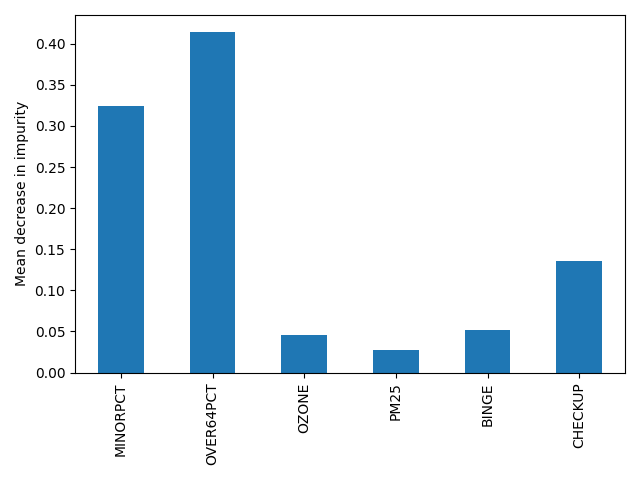 Mean decrease in impurity
0.40
0.35
0.30
0.25
0.20
0.15
0.10
0.05
0.00
MINORPCT
OVER64PCT
OZONE
PM25
BINGE
CHECKUP